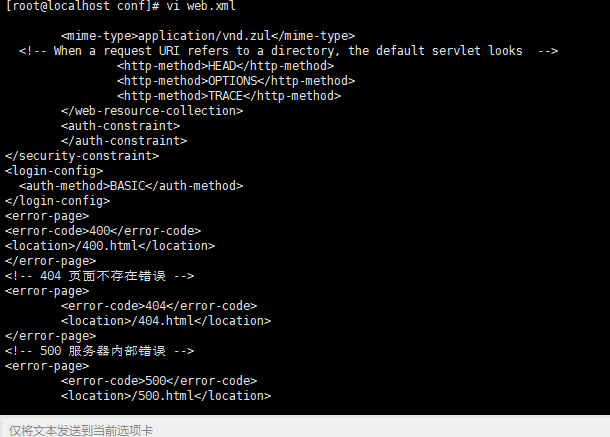 [root@localhost conf]# vi web.xml
<mime-type>application/vnd.zul</mime-type>
<!-- When a request URI refers to a directory, the default servlet looks  -->
<http-method>HEAD</http-method>
<http-method>OPTIONS</http-method>
<http-method>TRACE</http-method>
</web-resource-collection>
<auth-constraint>
</auth-constraint>
</security-constraint>
<login-config>
<auth-method>BASIC</auth-method>
</login-config>
<error-page>
<error-code>400</error-code>
<location>/400.html</location>
</error-page>
<!-- 404 页面不存在错误 -->
<error-page>
<error-code>404</error-code>
<location>/404.html</location>
</error-page>
<!-- 500 服务器内部错误 -->
<error-page>
<error-code>500</error-code>
<location>/500.html</location>
仅将文本发送到当前选项卡